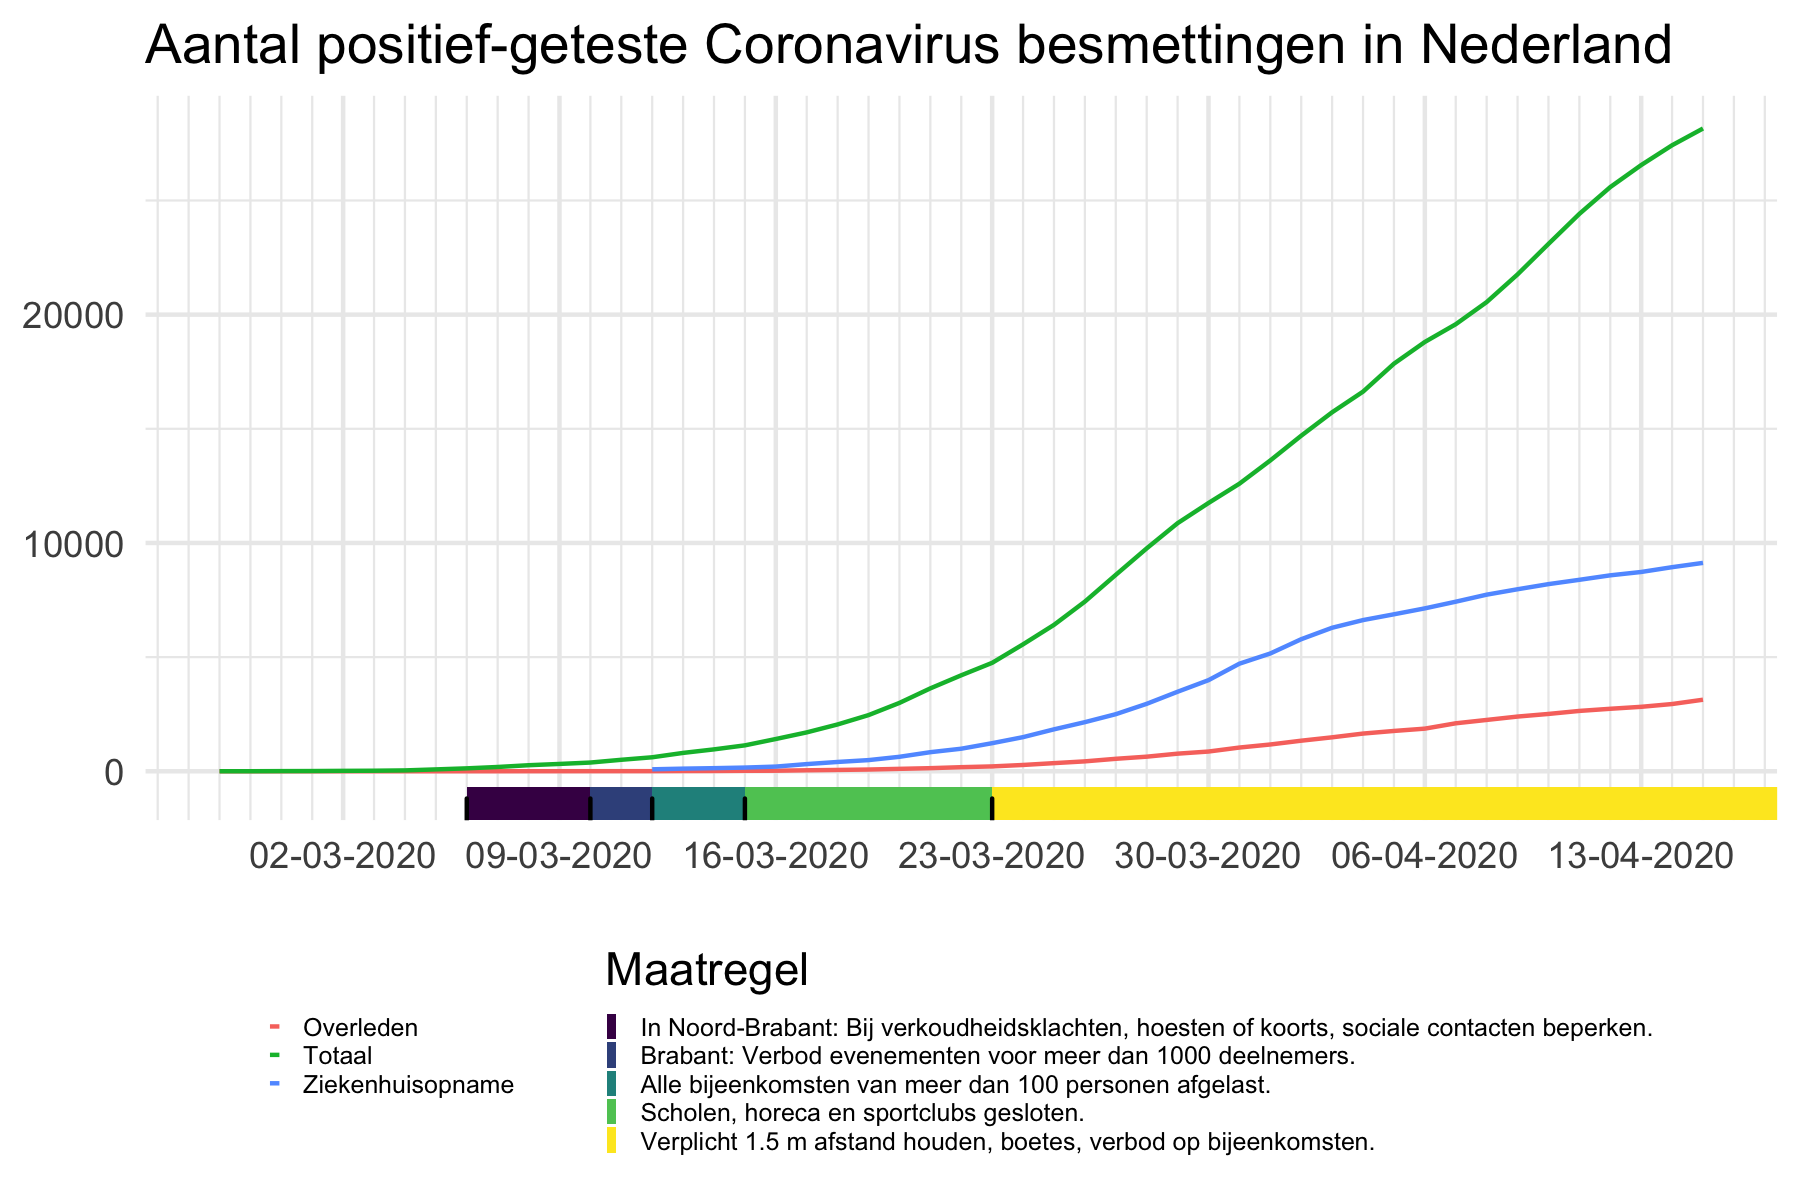 Aantal positief-geteste Coronavirus besmettingen in Nederland
20000
10000
0
02-03-2020 09-03-2020 16-03-2020 23-03-2020 30-03-2020 06-04-2020 13-04-2020
Maatregel
Overleden
Totaal
Ziekenhuisopname
In Noord-Brabant: Bij verkoudheidsklachten, hoesten of koorts, sociale contacten beperken.
Brabant: Verbod evenementen voor meer dan 1000 deelnemers.
Alle bijeenkomsten van meer dan 100 personen afgelast.
Scholen, horeca en sportclubs gesloten.
Verplicht 1.5 m afstand houden, boetes, verbod op bijeenkomsten.